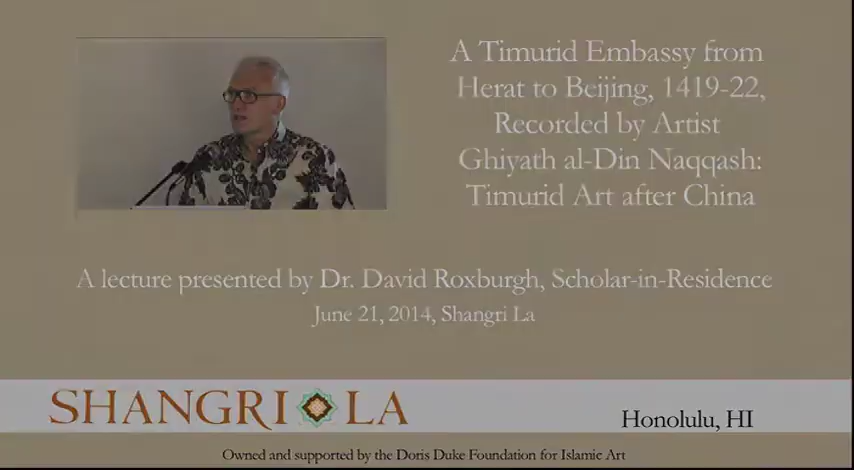 A Timurid Embassy from
Herat to Beijing, 1419-22,
Recorded by Artist
Ghiyath al-Din Naqqash:
Timurid Art after China
A lecture presented by Dr. David Roxburgh, Scholar-in-Residence
June 21, 2014, Shangri La
SHANGRI LA
Honolulu, HI
Owned and supported by the Doris Duke Foundation for Islamic Art